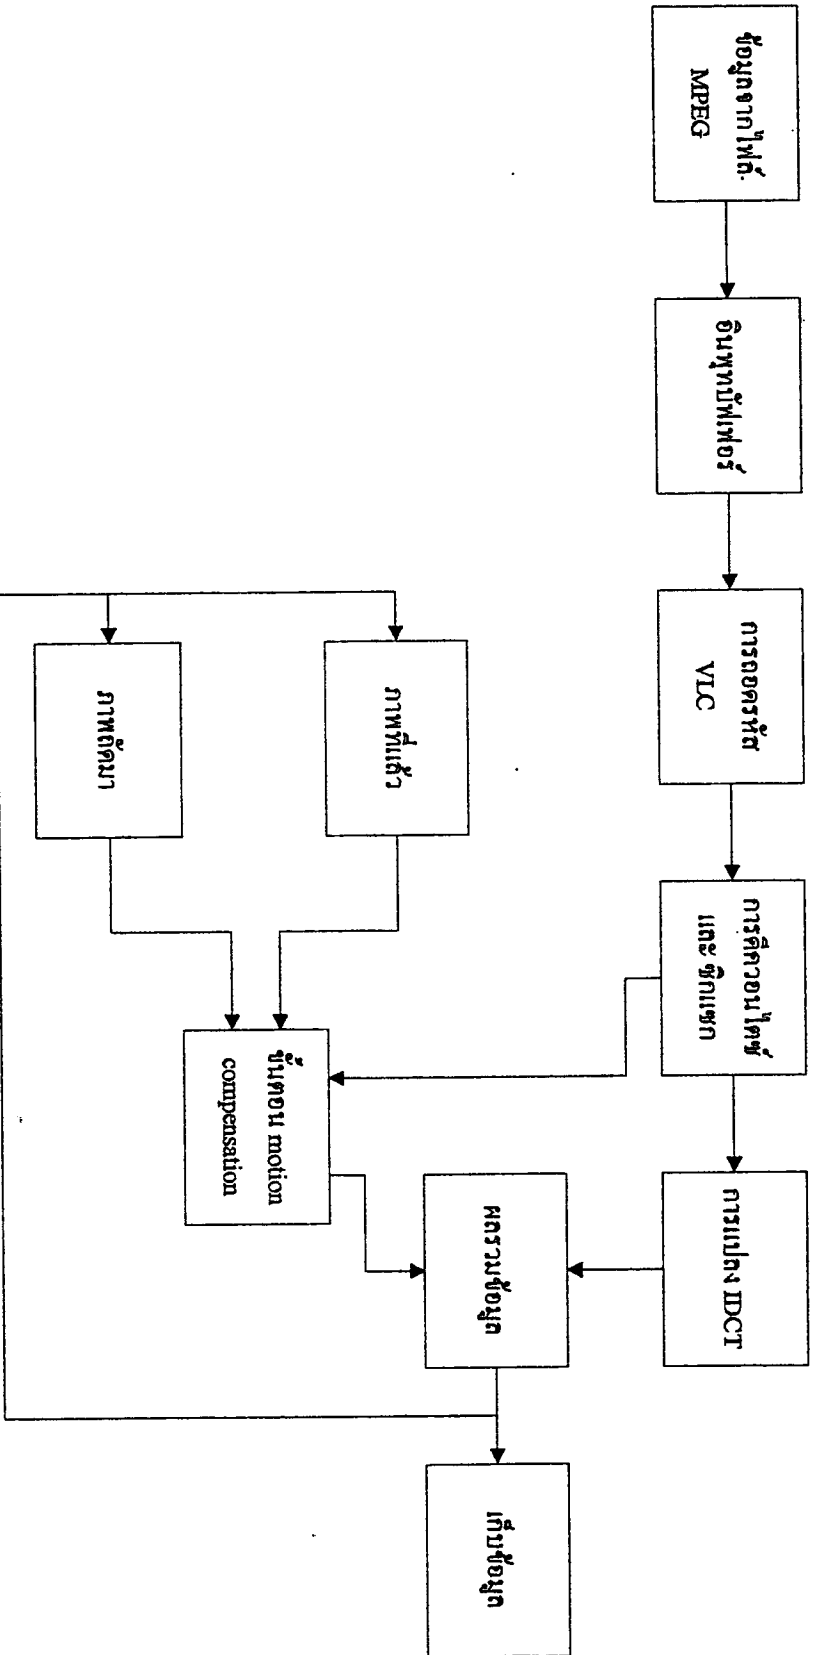 ข้อมูลจากไฟล์
MPEG
อินพุทบัฟเฟอร์
การถอดรหัส
VLC
การดีควอนไตซ์
และ ซิกแซก
การแปลง IDCT
ภาพที่แล้ว
ภาพถัดมา
ขั้นตอน motion
compensation
ผลรวมข้อมูล
เก็บข้อมูล